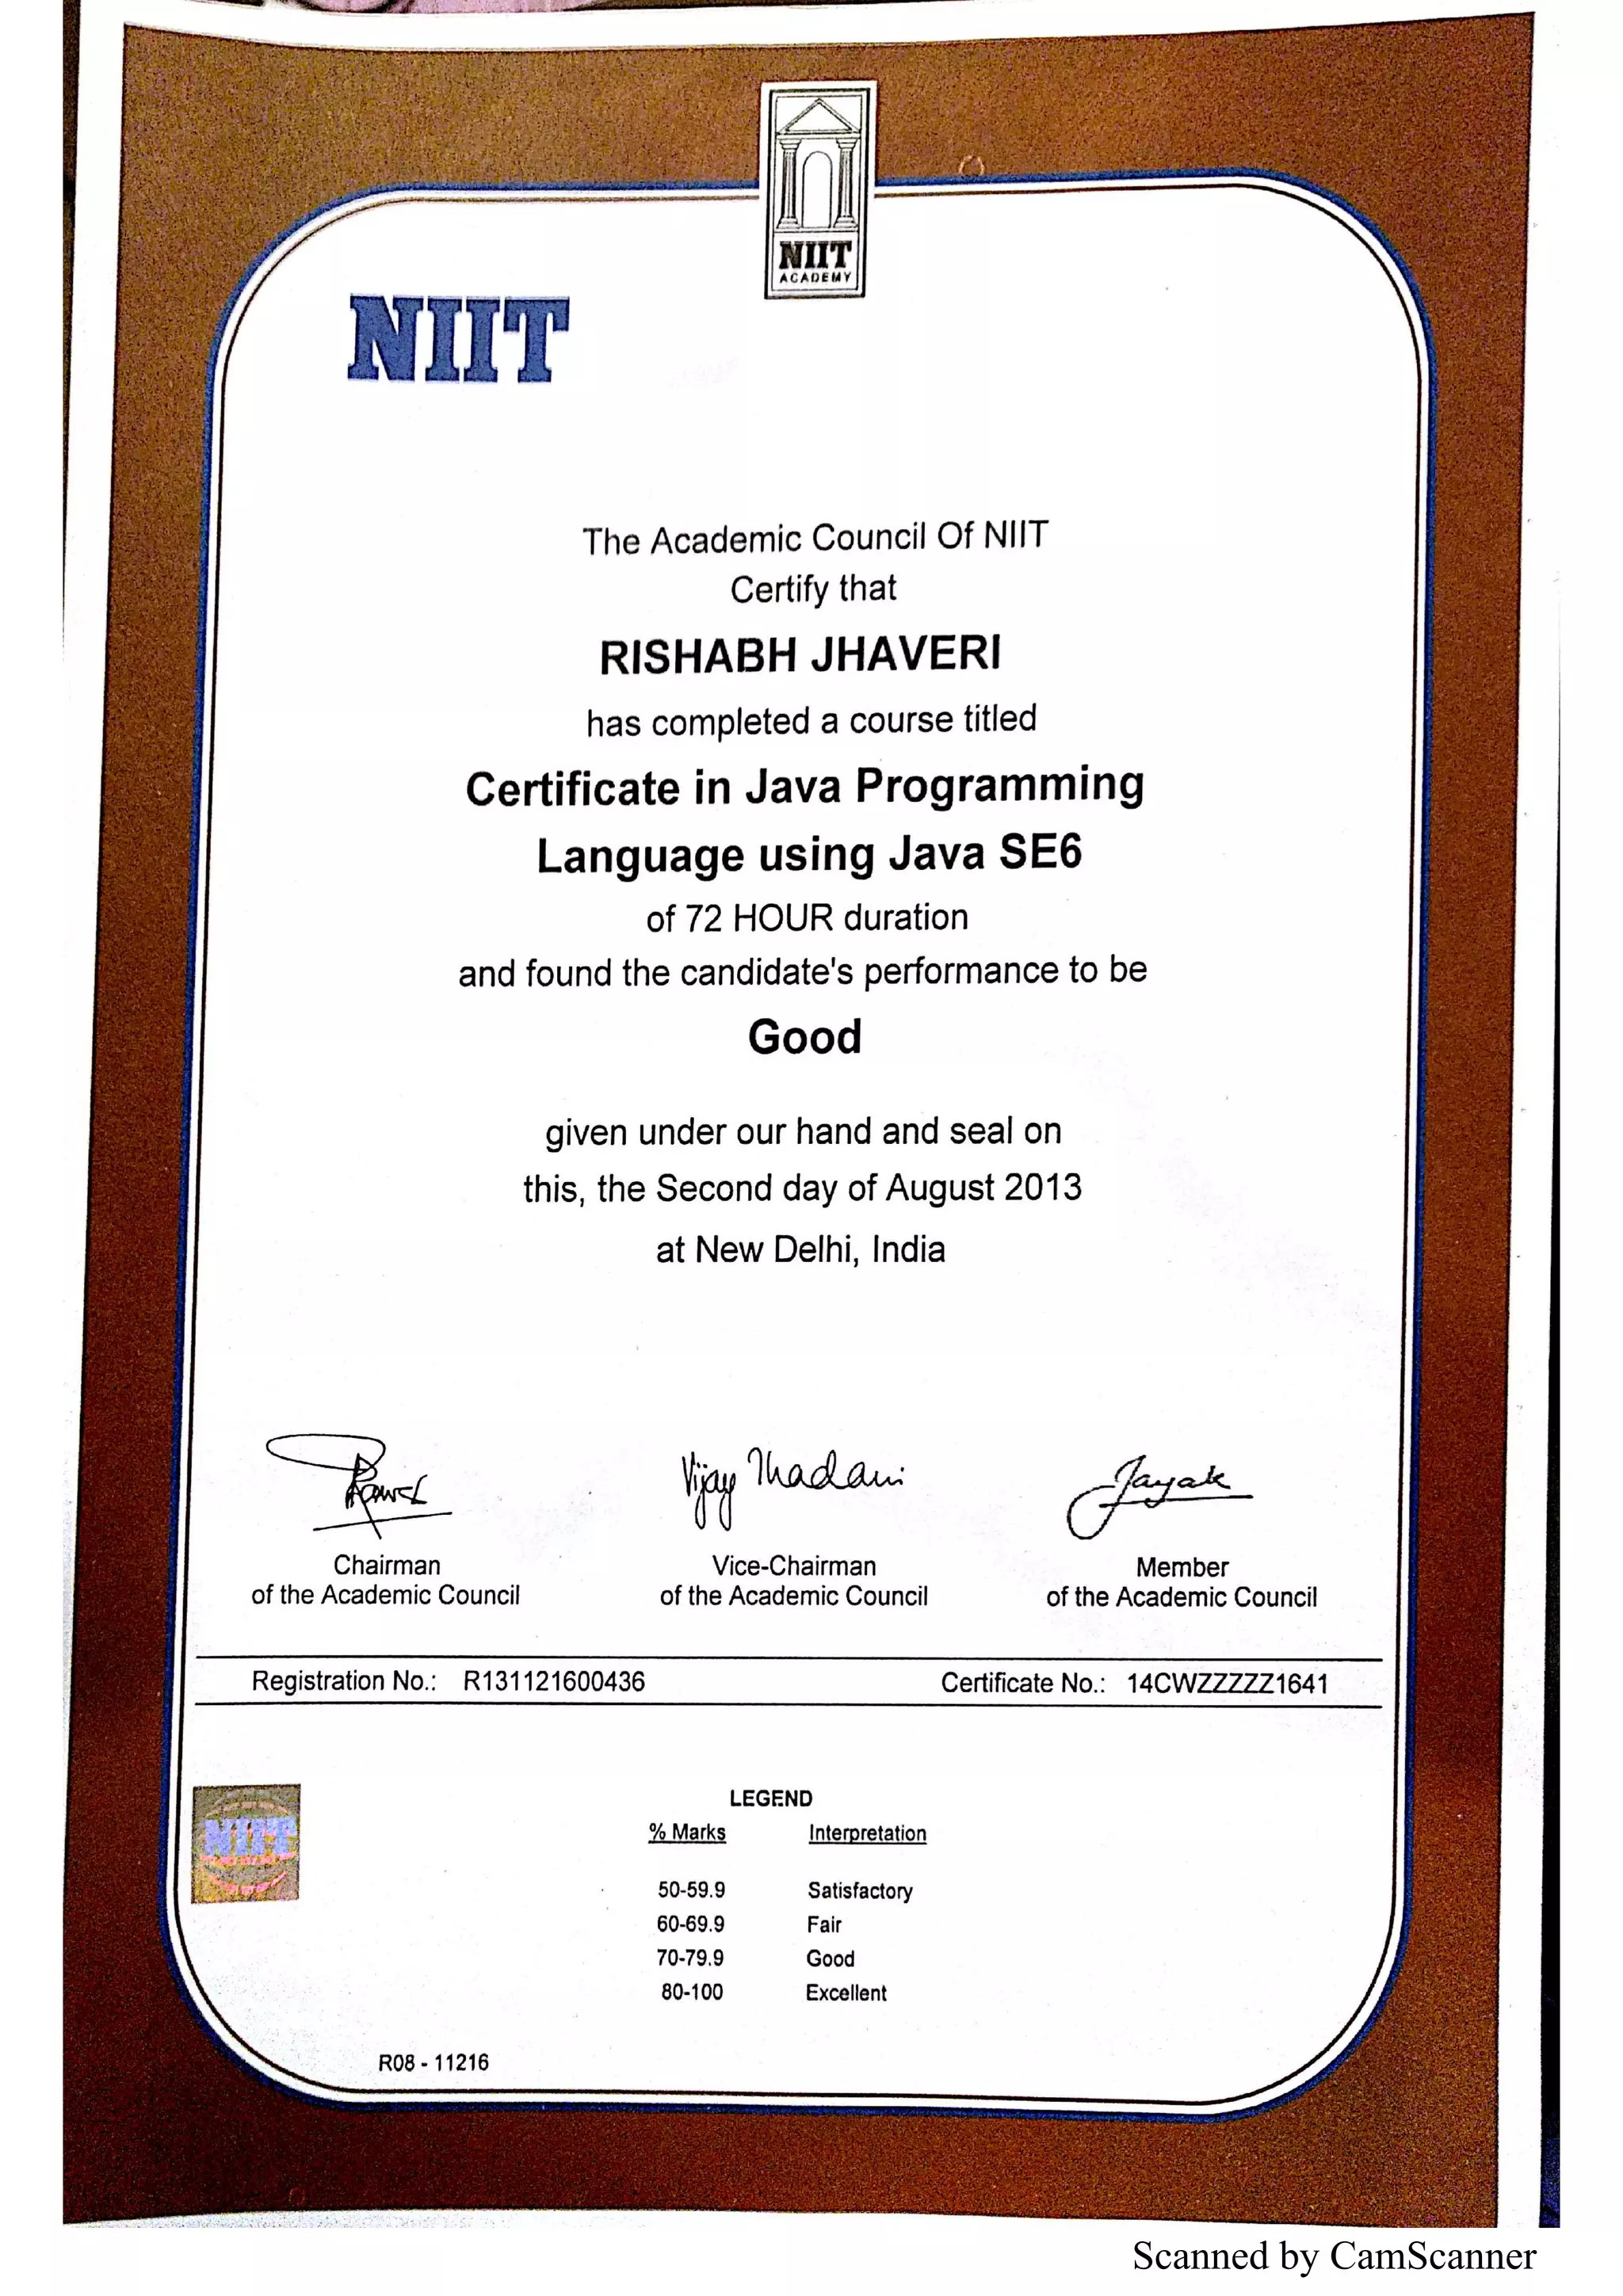 NIIT
ACADEMY
NIIT
The Academic Council Of NIIT
Certify that
RISHABH JHAVERI
has completed a course titled
Certificate in Java Programming
Language using Java SE6
of 72 HOUR duration
and found the candidate's performance to be
Good
given under our hand and seal on
this, the Second day of August 2013
at New Delhi, India
Vijay Thadani
Chairman
of the Academic Council
Vice-Chairman
of the Academic Council
Member
of the Academic Council
Registration No.: R131121600436
Certificate No.: 14CWZZZZZ1641
NIIT
LEGEND
% Marks Interpretation
50-59.9 Satisfactory
60-69.9 Fair
70-79.9 Good
80-100 Excellent
R08 - 11216
Scanned by CamScanner